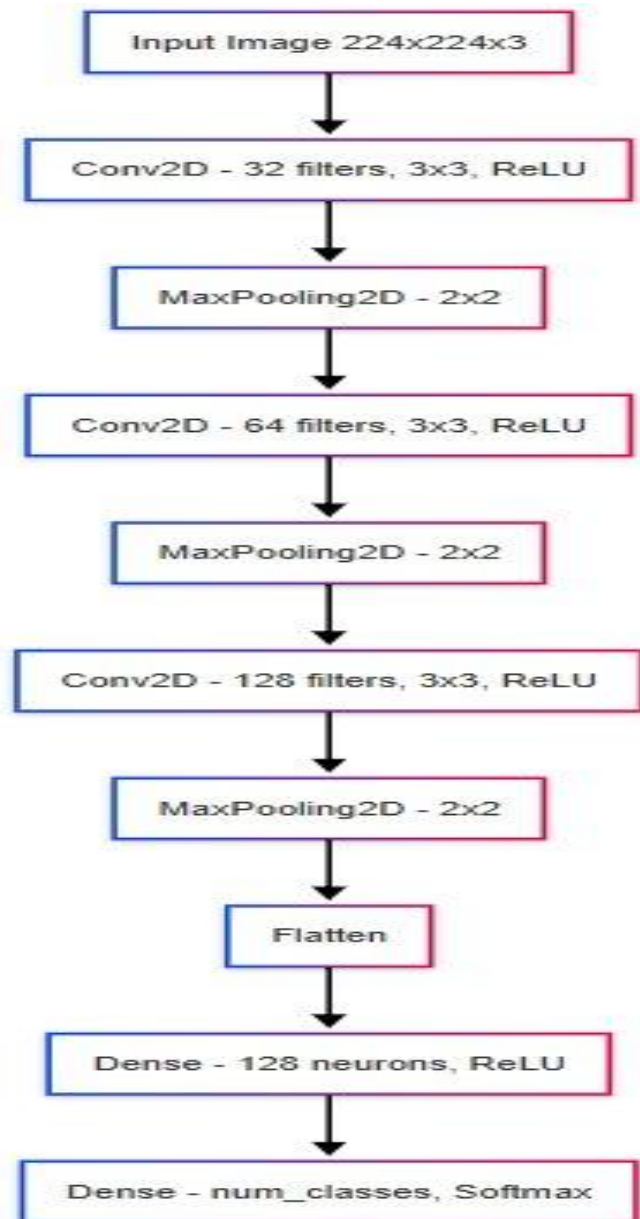 Input Image 224x224x3
Conv2D - 32 filters, 3x3, ReLU
MaxPooling2D - 2x2
Conv2D - 64 filters, 3x3, ReLU
MaxPooling2D - 2x2
Conv2D - 128 filters, 3x3, ReLU
MaxPooling2D - 2x2
Flatten
Dense - 128 neurons, ReLU
Dense - num_classes, Softmax